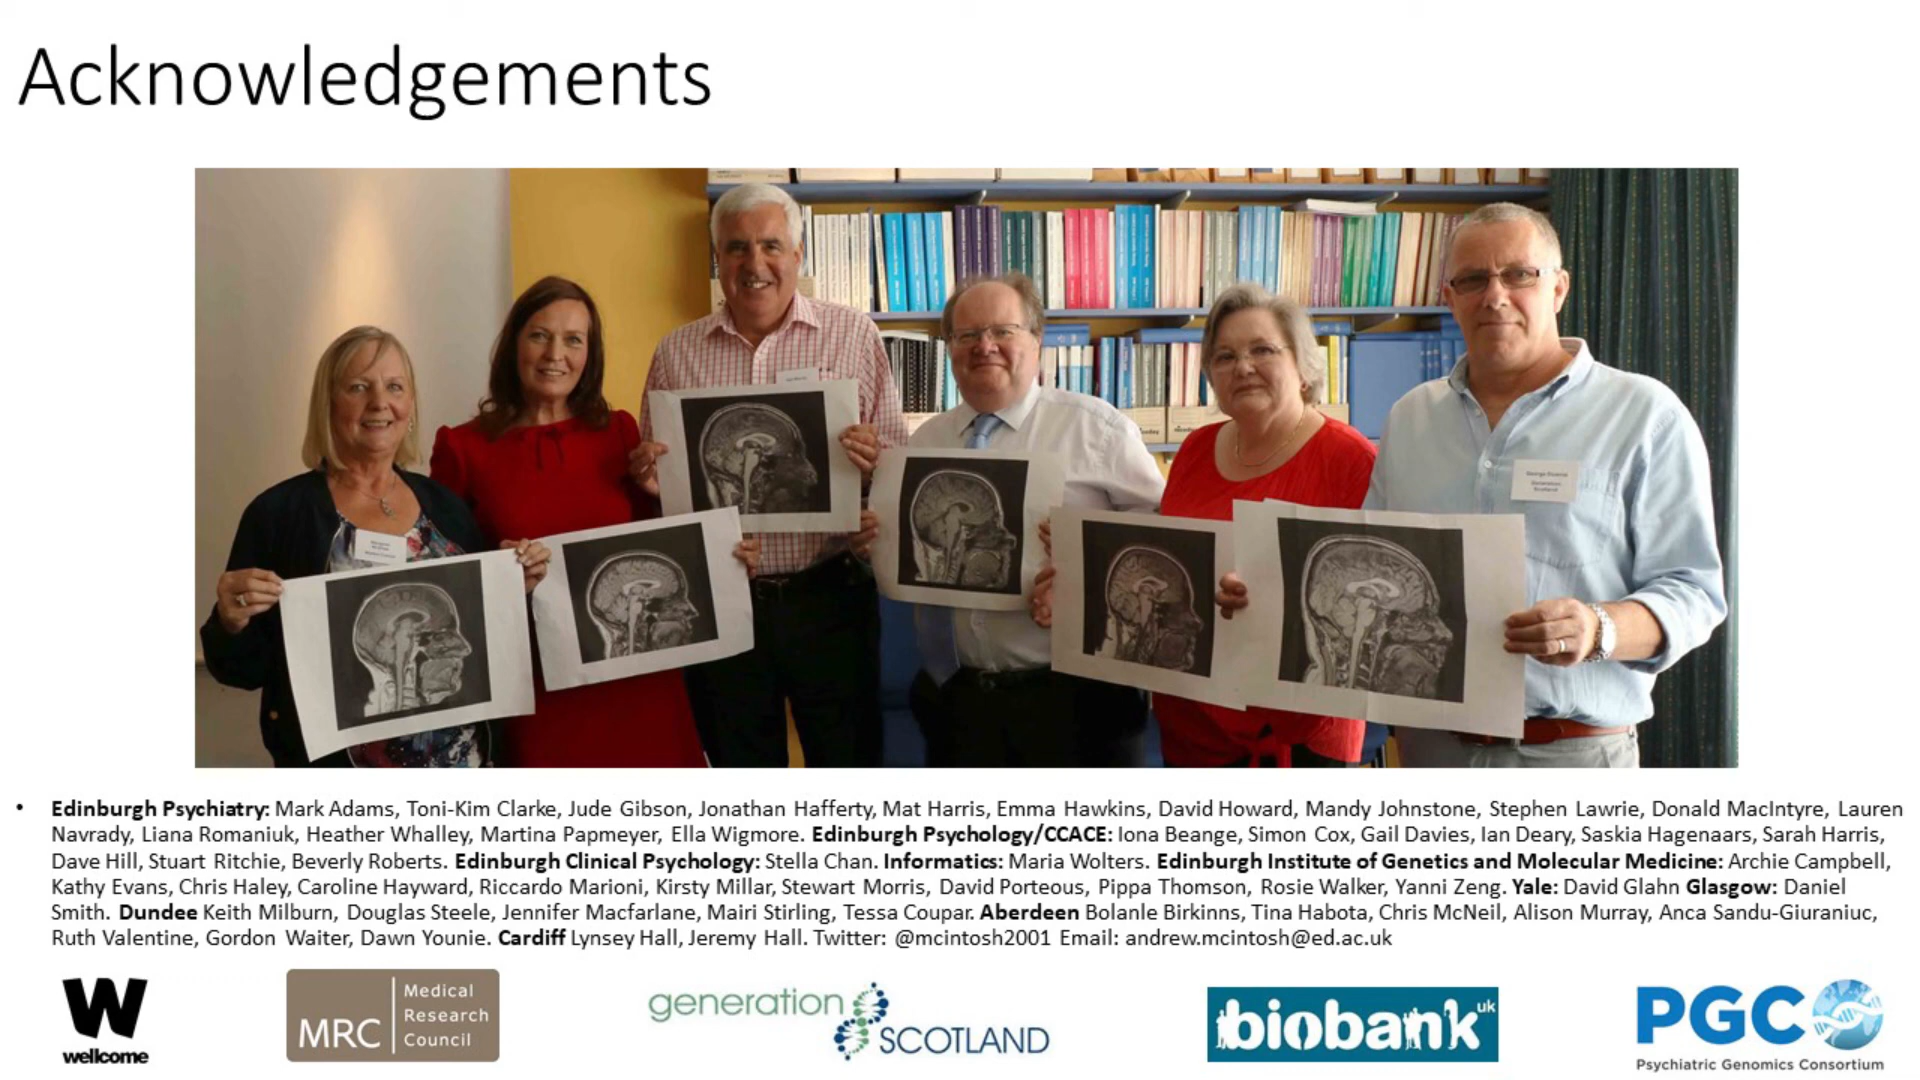 Acknowledgements
• Edinburgh Psychiatry: Mark Adams, Toni-Kim Clarke, Jude Gibson, Jonathan Hafferty, Mat Harris, Emma Hawkins, David Howard, Mandy Johnstone, Stephen Lawrie, Donald MacIntyre, Lauren
Navrady, Liana Romaniuk, Heather Whalley, Martina Papmeyer, Ella Wigmore. Edinburgh Psychology/CCACE: Iona Beange, Simon Cox, Gail Davies, Ian Deary, Saskia Hagenaars, Sarah Harris,
Dave Hill, Stuart Ritchie, Beverly Roberts. Edinburgh Clinical Psychology: Stella Chan. Informatics: Maria Wolters. Edinburgh Institute of Genetics and Molecular Medicine: Archie Campbell,
Kathy Evans, Chris Haley, Caroline Hayward, Riccardo Marioni, Kirsty Millar, Stewart Morris, David Porteous, Pippa Thomson, Rosie Walker, Yanni Zeng. Yale: David Glahn Glasgow: Daniel
Smith. Dundee Keith Milburn, Douglas Steele, Jennifer Macfarlane, Mairi Stirling, Tessa Coupar. Aberdeen Bolanle Birkinns, Tina Habota, Chris McNeil, Alison Murray, Anca Sandu-Giuraniuc,
Ruth Valentine, Gordon Waiter, Dawn Younie. Cardiff Lynsey Hall, Jeremy Hall. Twitter: @mcintosh2001 Email: andrew.mcintosh@ed.ac.uk
W
wellcome
MRC
Medical
Research
Council
generation
SCOTLAND
biobank uk
PGC
Psychiatric Genomics Consortium